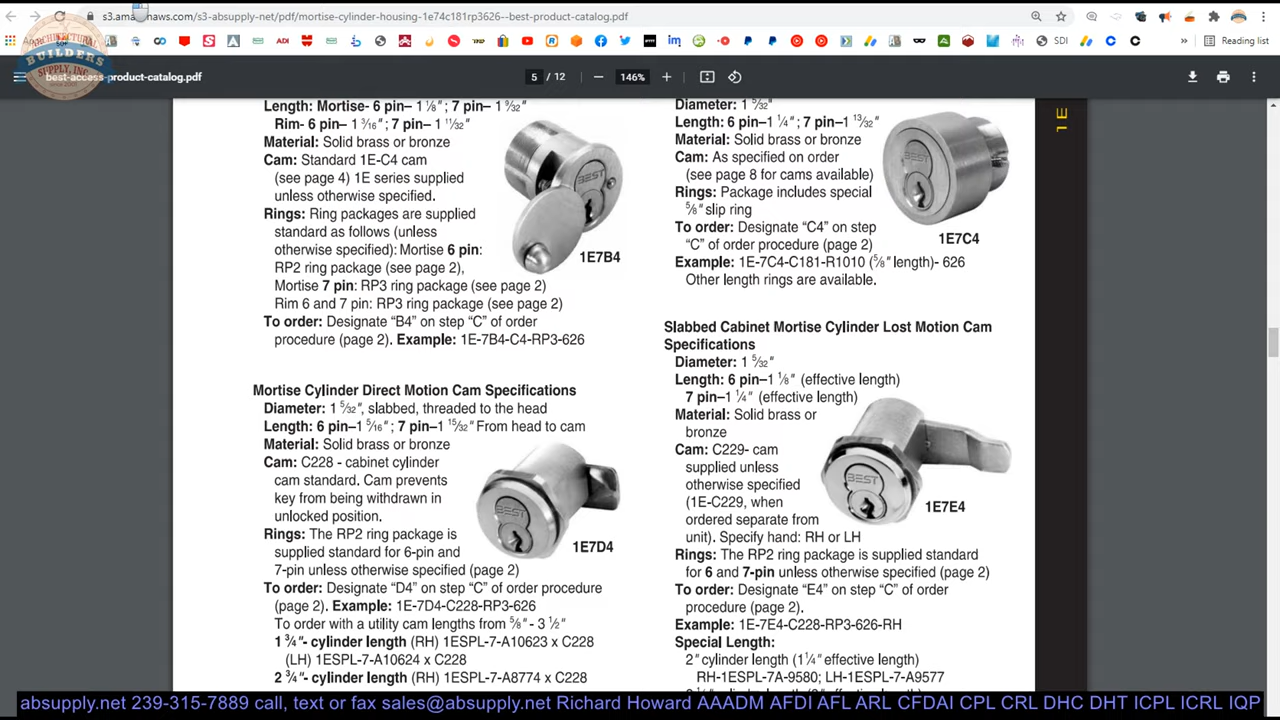 s3.amazonaws.com/s3-absupply-net/pdf/mortise-cylinder-housing-1e74c181rp3626--best-product-catalog.pdf
SDI
Reading list
ARCHITECTURAL
BUILDERS
SUPPLY, INC.
best-access-product-catalog.pdf
5 / 12
146%
1E
Length: Mortise- 6 pin– 1 1/8"; 7 pin– 1 9/32"
Rim- 6 pin– 1 3/16"; 7 pin– 1 11/32"
Material: Solid brass or bronze
Cam: Standard 1E-C4 cam
(see page 4) 1E series supplied
unless otherwise specified.
Rings: Ring packages are supplied
standard as follows (unless
otherwise specified): Mortise 6 pin:
RP2 ring package (see page 2),
Mortise 7 pin: RP3 ring package (see page 2)
Rim 6 and 7 pin: RP3 ring package (see page 2)
To order: Designate “B4” on step “C” of order
procedure (page 2). Example: 1E-7B4-C4-RP3-626
BEST
1E7B4
Mortise Cylinder Direct Motion Cam Specifications
Diameter: 1 5/32", slabbed, threaded to the head
Length: 6 pin–1 5/16"; 7 pin–1 15/32" From head to cam
Material: Solid brass or bronze
Cam: C228 - cabinet cylinder
cam standard. Cam prevents
key from being withdrawn in
unlocked position.
Rings: The RP2 ring package is
supplied standard for 6-pin and
7-pin unless otherwise specified (page 2)
To order: Designate “D4” on step “C” of order procedure
(page 2). Example: 1E-7D4-C228-RP3-626
To order with a utility cam lengths from 5/8" - 3 1/2"
1 3/4"- cylinder length (RH) 1ESPL-7-A10623 x C228
(LH) 1ESPL-7-A10624 x C228
2 3/4"- cylinder length (RH) 1ESPL-7-A8774 x C228
BEST
1E7D4
Diameter: 1 5/32"
Length: 6 pin–1 1/4"; 7 pin–1 13/32"
Material: Solid brass or bronze
Cam: As specified on order
(see page 8 for cams available)
Rings: Package includes special
5/8" slip ring
To order: Designate “C4” on step
“C” of order procedure (page 2)
Example: 1E-7C4-C181-R1010 (5/8" length)- 626
Other length rings are available.
BEST
1E7C4
Slabbed Cabinet Mortise Cylinder Lost Motion Cam
Specifications
Diameter: 1 5/32"
Length: 6 pin–1 1/8" (effective length)
7 pin–1 1/4" (effective length)
Material: Solid brass or
bronze
Cam: C229- cam
supplied unless
otherwise specified
(1E-C229, when
ordered separate from
unit). Specify hand: RH or LH
Rings: The RP2 ring package is supplied standard
for 6 and 7-pin unless otherwise specified (page 2)
To order: Designate “E4” on step “C” of order
procedure (page 2).
Example: 1E-7E4-C228-RP3-626-RH
Special Length:
2" cylinder length (1 1/4" effective length)
RH-1ESPL-7A-9580; LH-1ESPL-7-A9577
BEST
1E7E4
absupply.net 239-315-7889 call, text or fax sales@absupply.net Richard Howard AAADM AFDI AFL ARL CFDAI CPL CRL DHC DHT ICPL ICRL IQP